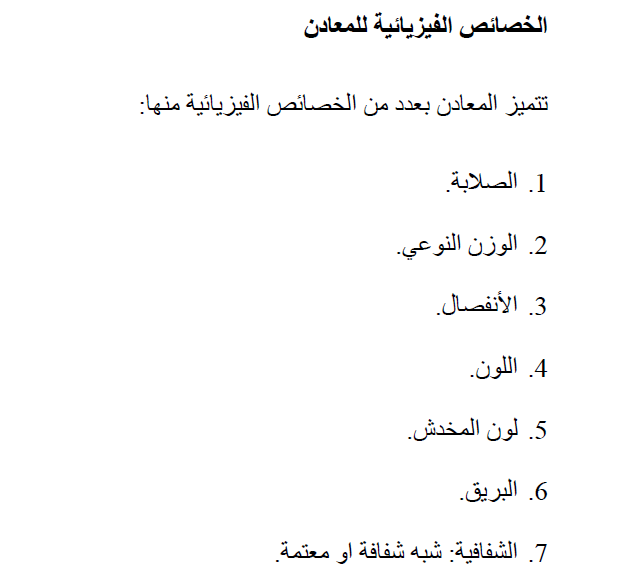 الخصائص الفيزيائية للمعادن
تتميز المعادن بعدد من الخصائص الفيزيائية منها:
1. الصلابة.
2. الوزن النوعي.
3. الأنفصال.
4. اللون.
5. لون المخدش.
6. البريق.
7. الشفافية: شبه شفافة او معتمة.